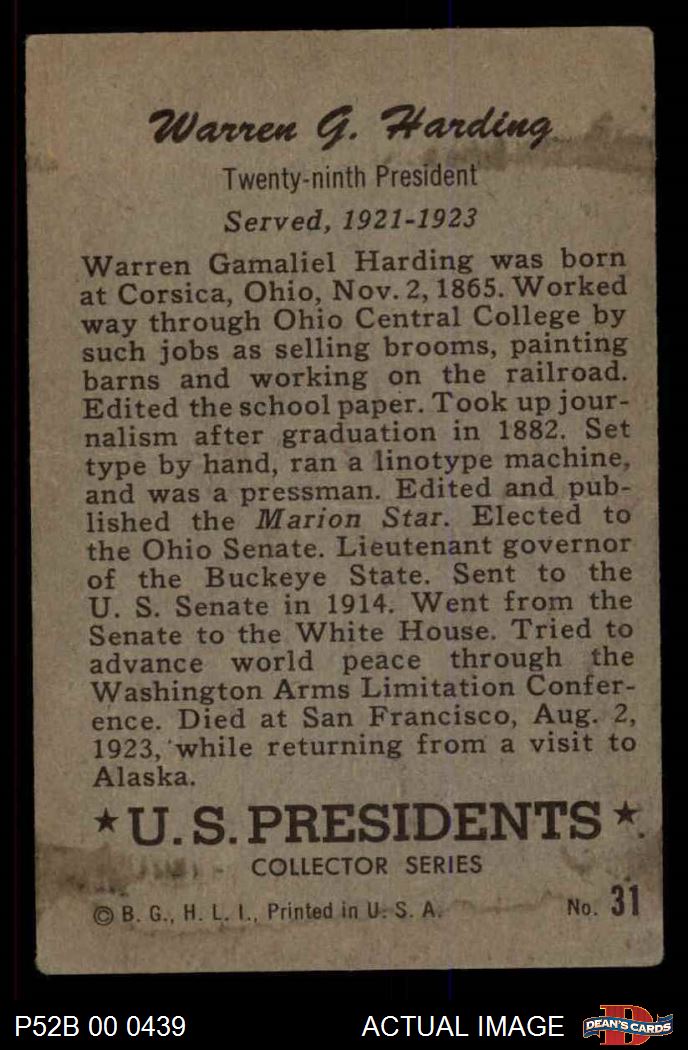 Warren G. Harding
Twenty-ninth President
Served, 1921-1923
Warren Gamaliel Harding was born
at Corsica, Ohio, Nov. 2, 1865. Worked
way through Ohio Central College by
such jobs as selling brooms, painting
barns and working on the railroad.
Edited the school paper. Took up jour-
nalism after graduation in 1882. Set
type by hand, ran a linotype machine,
and was a pressman. Edited and pub-
lished the Marion Star. Elected to
the Ohio Senate. Lieutenant governor
of the Buckeye State. Sent to the
U. S. Senate in 1914. Went from the
Senate to the White House. Tried to
advance world peace through the
Washington Arms Limitation Confer-
ence. Died at San Francisco, Aug. 2,
1923, while returning from a visit to
Alaska.
★ U.S. PRESIDENTS ★
COLLECTOR SERIES
© B. G., H. L. I., Printed in U. S. A.
No. 31
P52B 00 0439
ACTUAL IMAGE
D
DEAN'S CARDS